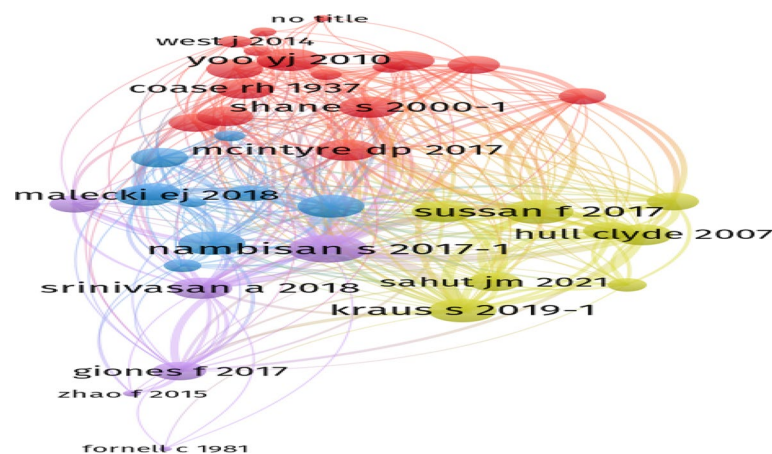 no title
west j 2014
yoo yj 2010
coase rh 1937
shane s 2000-1
mcintyre dp 2017
malecki ej 2018
sussan f 2017
hull clyde 2007
nambisan s 2017-1
srinivasan a 2018
sahut jm 2021
kraus s 2019-1
giones f 2017
zhao f 2015
fornell c 1981